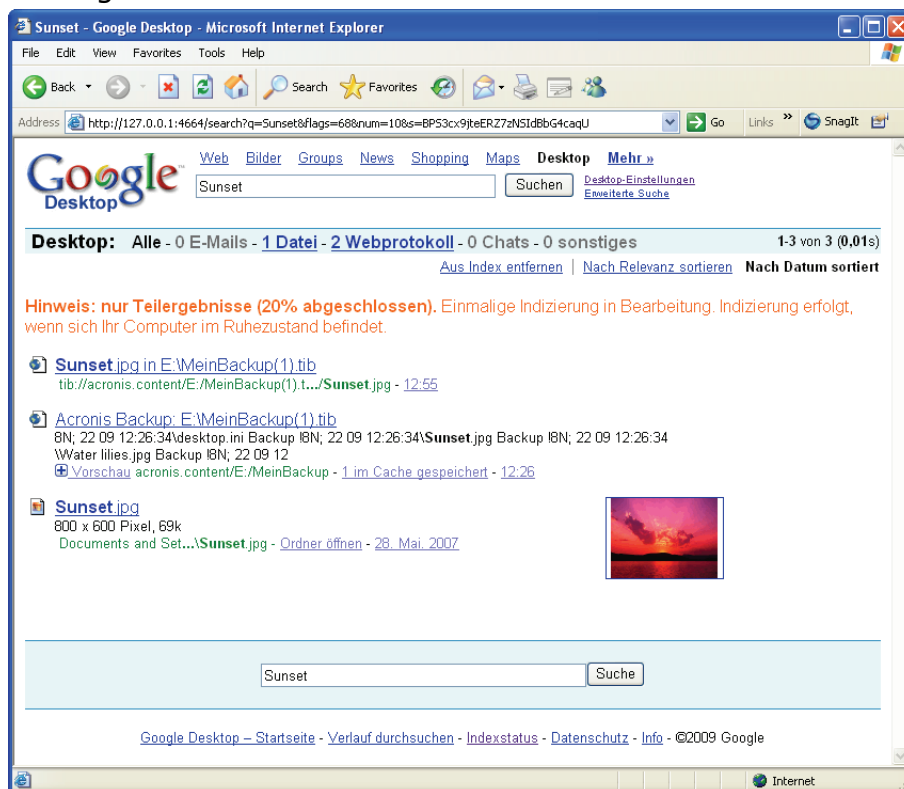 Sunset - Google Desktop - Microsoft Internet Explorer
File Edit View Favorites Tools Help
Back Search Favorites
Address http://127.0.0.1:4664/search?q=Sunset&flags=68&num=10&s=BPS3cx9jteERZ7zNSIdBbG4caqU Go Links » SnagIt
Web Bilder Groups News Shopping Maps Desktop Mehr »
Google Desktop
Sunset Suchen Desktop-Einstellungen
Erweiterte Suche
Desktop: Alle - 0 E-Mails - 1 Datei - 2 Webprotokoll - 0 Chats - 0 sonstiges 1-3 von 3 (0,01s)
Aus Index entfernen | Nach Relevanz sortieren Nach Datum sortiert
Hinweis: nur Teilergebnisse (20% abgeschlossen). Einmalige Indizierung in Bearbeitung. Indizierung erfolgt,
wenn sich Ihr Computer im Ruhezustand befindet.
Sunset.jpg in E:\MeinBackup(1).tib
tib://acronis.content/E:/MeinBackup(1).t.../Sunset.jpg - 12:55
Acronis Backup: E:\MeinBackup(1).tib
8N; 22 09 12:26:34\desktop.ini Backup !8N; 22 09 12:26:34\Sunset.jpg Backup !8N; 22 09 12:26:34
\Water lilies.jpg Backup !8N; 22 09 12
Vorschau acronis.content/E:/MeinBackup - 1 im Cache gespeichert - 12:26
Sunset.jpg
800 x 600 Pixel, 69k
Documents and Set...\Sunset.jpg - Ordner öffnen - 28. Mai. 2007
Sunset Suche
Google Desktop – Startseite - Verlauf durchsuchen - Indexstatus - Datenschutz - Info - ©2009 Google
Internet